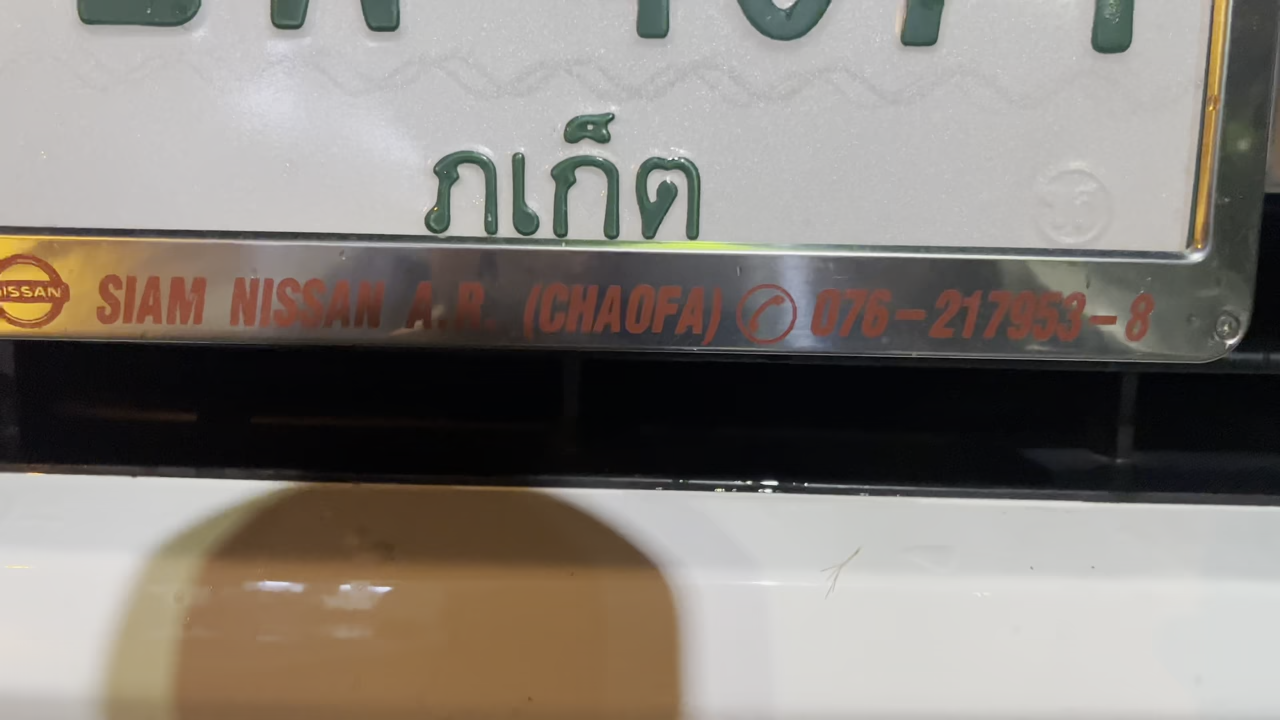 ภเก็ต
NISSAN SIAM NISSAN A.R. (CHAOFA) 076-217953-8